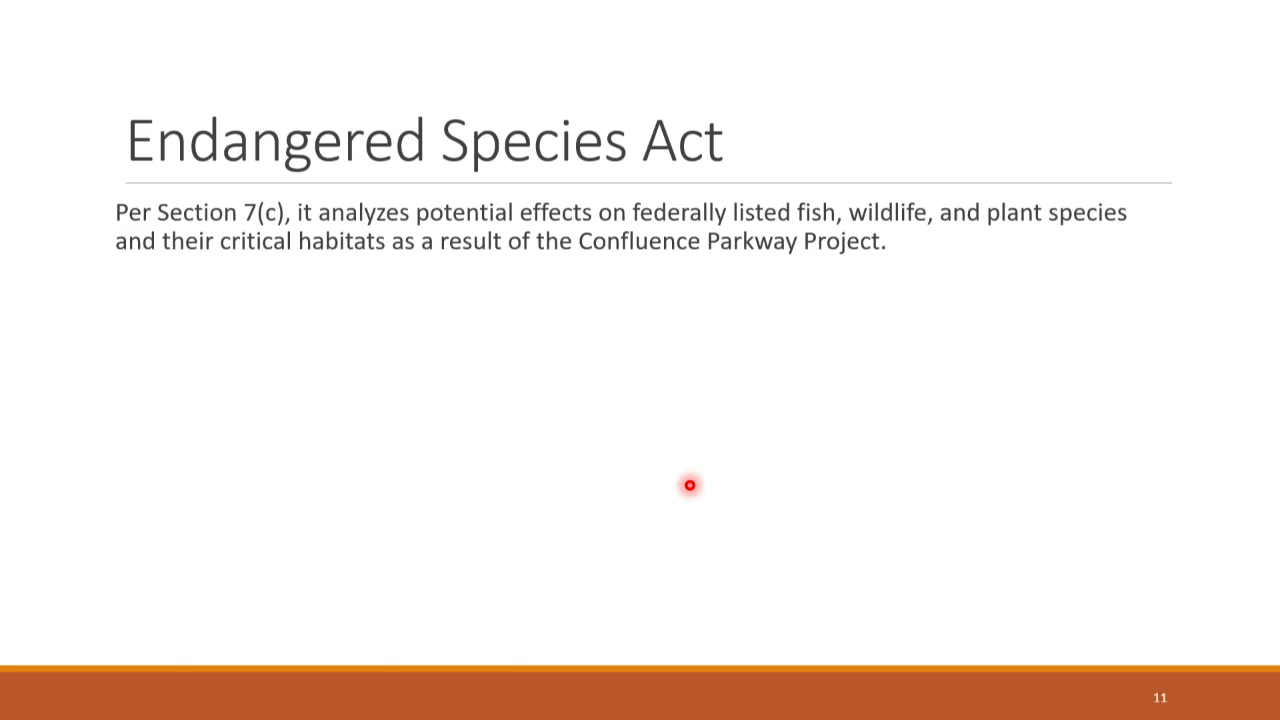 Endangered Species Act
Per Section 7(c), it analyzes potential effects on federally listed fish, wildlife, and plant species
and their critical habitats as a result of the Confluence Parkway Project.
11